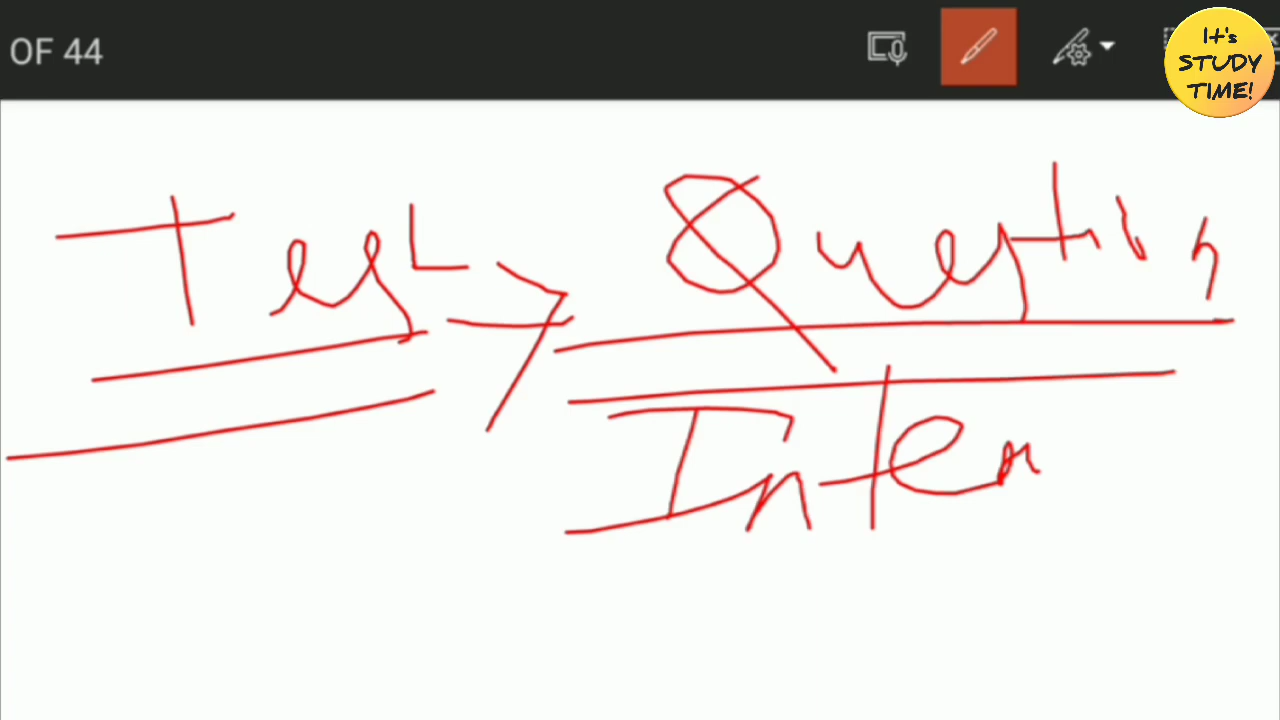 OF 44
It's
STUDY
TIME!
Test → Question
Inter